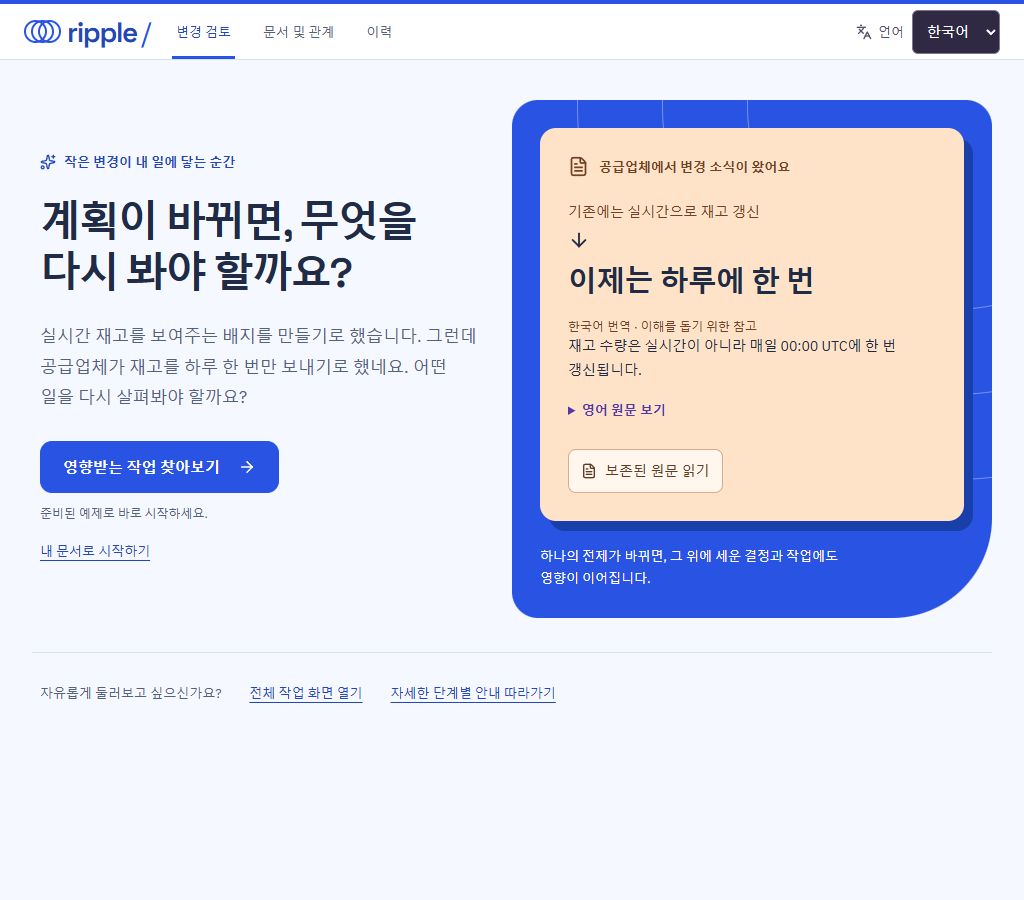 ripple/
변경 검토
문서 및 관계
이력
언어
한국어
작은 변경이 내 일에 닿는 순간
계획이 바뀌면, 무엇을
다시 봐야 할까요?
실시간 재고를 보여주는 배지를 만들기로 했습니다. 그런데
공급업체가 재고를 하루 한 번만 보내기로 했네요. 어떤
일을 다시 살펴봐야 할까요?
영향받는 작업 찾아보기
준비된 예제로 바로 시작하세요.
내 문서로 시작하기
공급업체에서 변경 소식이 왔어요
기존에는 실시간으로 재고 갱신
이제는 하루에 한 번
한국어 번역 · 이해를 돕기 위한 참고
재고 수량은 실시간이 아니라 매일 00:00 UTC에 한 번
갱신됩니다.
영어 원문 보기
보존된 원문 읽기
하나의 전제가 바뀌면, 그 위에 세운 결정과 작업에도
영향이 이어집니다.
자유롭게 둘러보고 싶으신가요?
전체 작업 화면 열기
자세한 단계별 안내 따라가기